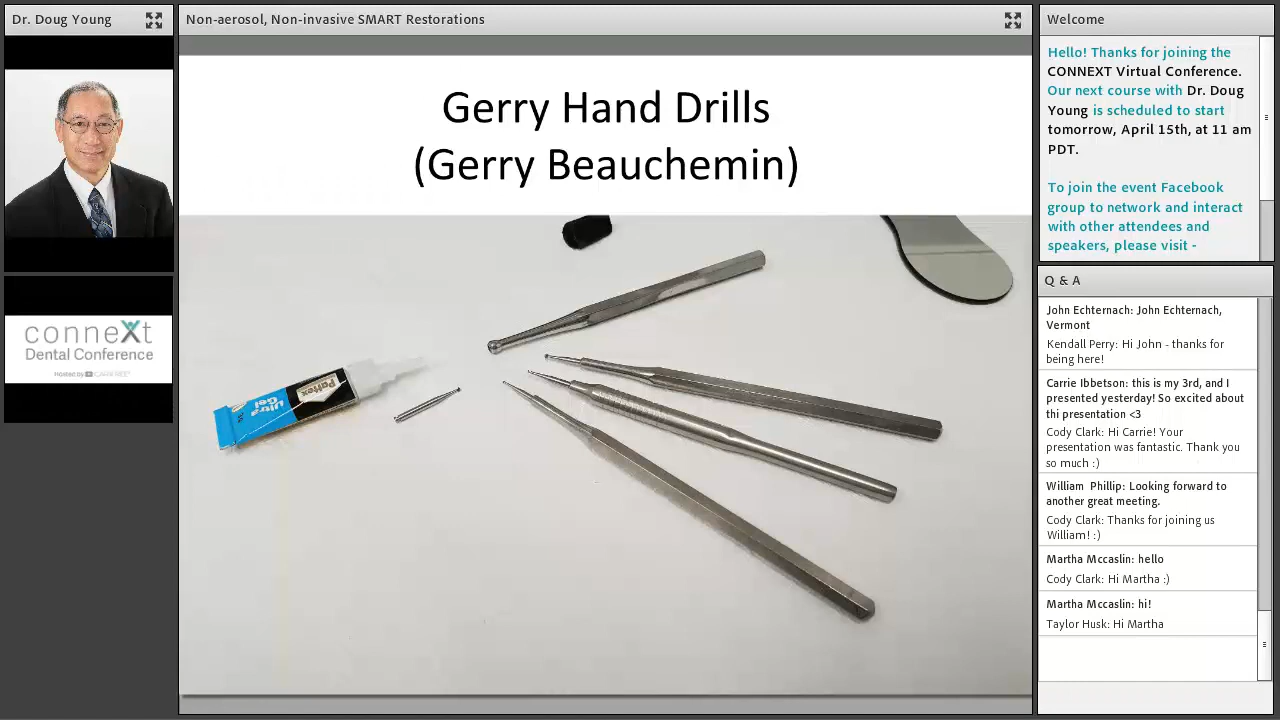 Dr. Doug Young
Non-aerosol, Non-invasive SMART Restorations
Welcome
Gerry Hand Drills
(Gerry Beauchemin)
Pattex
Ultra
Gel
conneXt
Dental Conference
Hosted by CARIFREE
Hello! Thanks for joining the
CONNEXT Virtual Conference.
Our next course with Dr. Doug
Young is scheduled to start
tomorrow, April 15th, at 11 am
PDT.
To join the event Facebook
group to network and interact
with other attendees and
speakers, please visit -
Q & A
John Echternach: John Echternach,
Vermont
Kendall Perry: Hi John - thanks for
being here!
Carrie Ibbetson: this is my 3rd, and I
presented yesterday! So excited about
thi presentation <3
Cody Clark: Hi Carrie! Your
presentation was fantastic. Thank you
so much :)
William  Phillip: Looking forward to
another great meeting.
Cody Clark: Thanks for joining us
William! :)
Martha Mccaslin: hello
Cody Clark: Hi Martha :)
Martha Mccaslin: hi!
Taylor Husk: Hi Martha